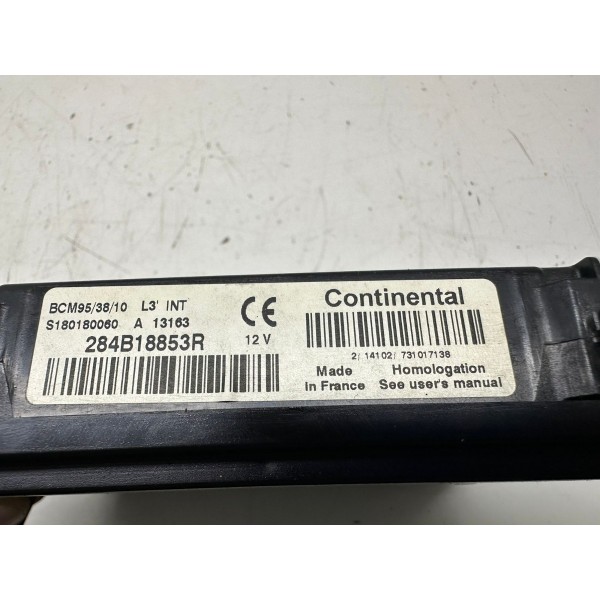 BCM95/38/10 L3' INT
S180180060 A 13163
284B18853R
CE
12 V
Continental
2/ 14102/ 731017138
Made in France
Homologation
See user's manual